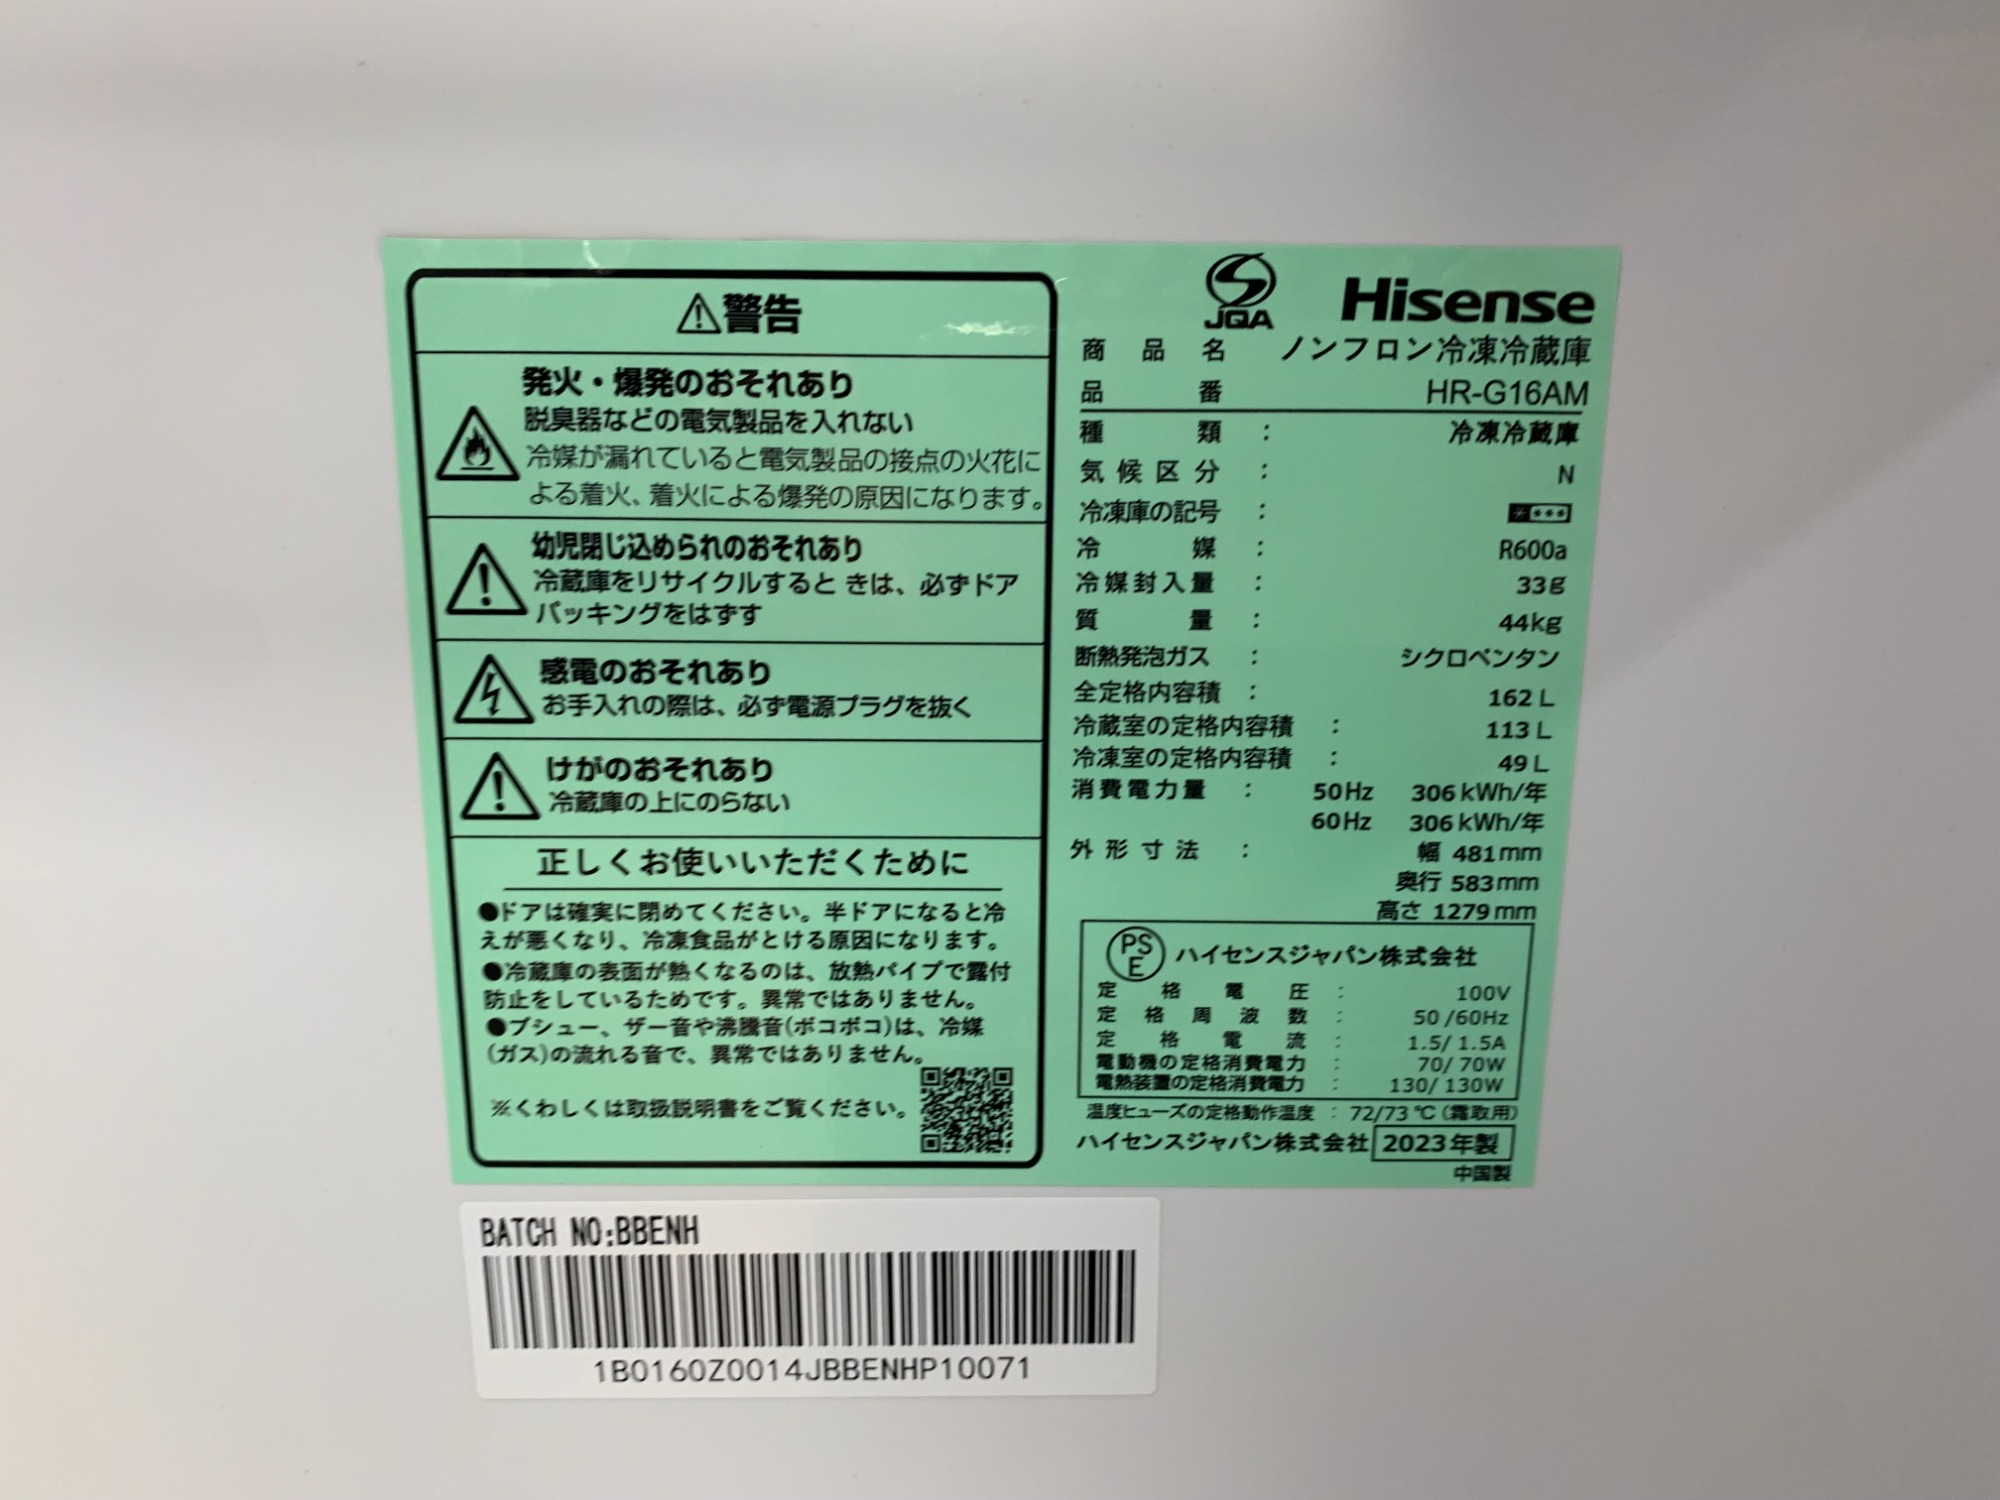 警告
発火・爆発のおそれあり
脱臭器などの電気製品を入れない
冷媒が漏れていると電気製品の接点の火花に
よる着火、着火による爆発の原因になります。
幼児閉じ込められのおそれあり
冷蔵庫をリサイクルすると きは、必ずドア
パッキングをはずす
感電のおそれあり
お手入れの際は、必ず電源プラグを抜く
けがのおそれあり
冷蔵庫の上にのらない
正しくお使いいただくために
●ドアは確実に閉めてください。半ドアになると冷
えが悪くなり、冷凍食品がとける原因になります。
●冷蔵庫の表面が熱くなるのは、放熱パイプで露付
防止をしているためです。異常ではありません。
●プシュー、ザー音や沸騰音(ボコボコ)は、冷媒
(ガス)の流れる音で、異常ではありません。
※くわしくは取扱説明書をご覧ください。
JQA
Hisense
商品名 ノンフロン冷凍冷蔵庫
品番 HR-G16AM
種類 : 冷凍冷蔵庫
気候区分 : N
冷凍庫の記号 :
冷媒 : R600a
冷媒封入量 : 33g
質量 : 44kg
断熱発泡ガス : シクロペンタン
全定格内容積 : 162 L
冷蔵室の定格内容積 : 113 L
冷凍室の定格内容積 : 49 L
消費電力量 : 50Hz 306 kWh/年
60Hz 306 kWh/年
外形寸法 : 幅 481mm
奥行 583mm
高さ 1279mm
PS
E
ハイセンスジャパン株式会社
定格電圧 : 100V
定格周波数 : 50/60Hz
定格電流 : 1.5/ 1.5A
電動機の定格消費電力 : 70/ 70W
電熱装置の定格消費電力 : 130/ 130W
温度ヒューズの定格動作温度 : 72/73 ℃ (霜取用)
ハイセンスジャパン株式会社 2023年製
中国製
BATCH NO:BBENH
1B0160Z0014JBBENHP10071